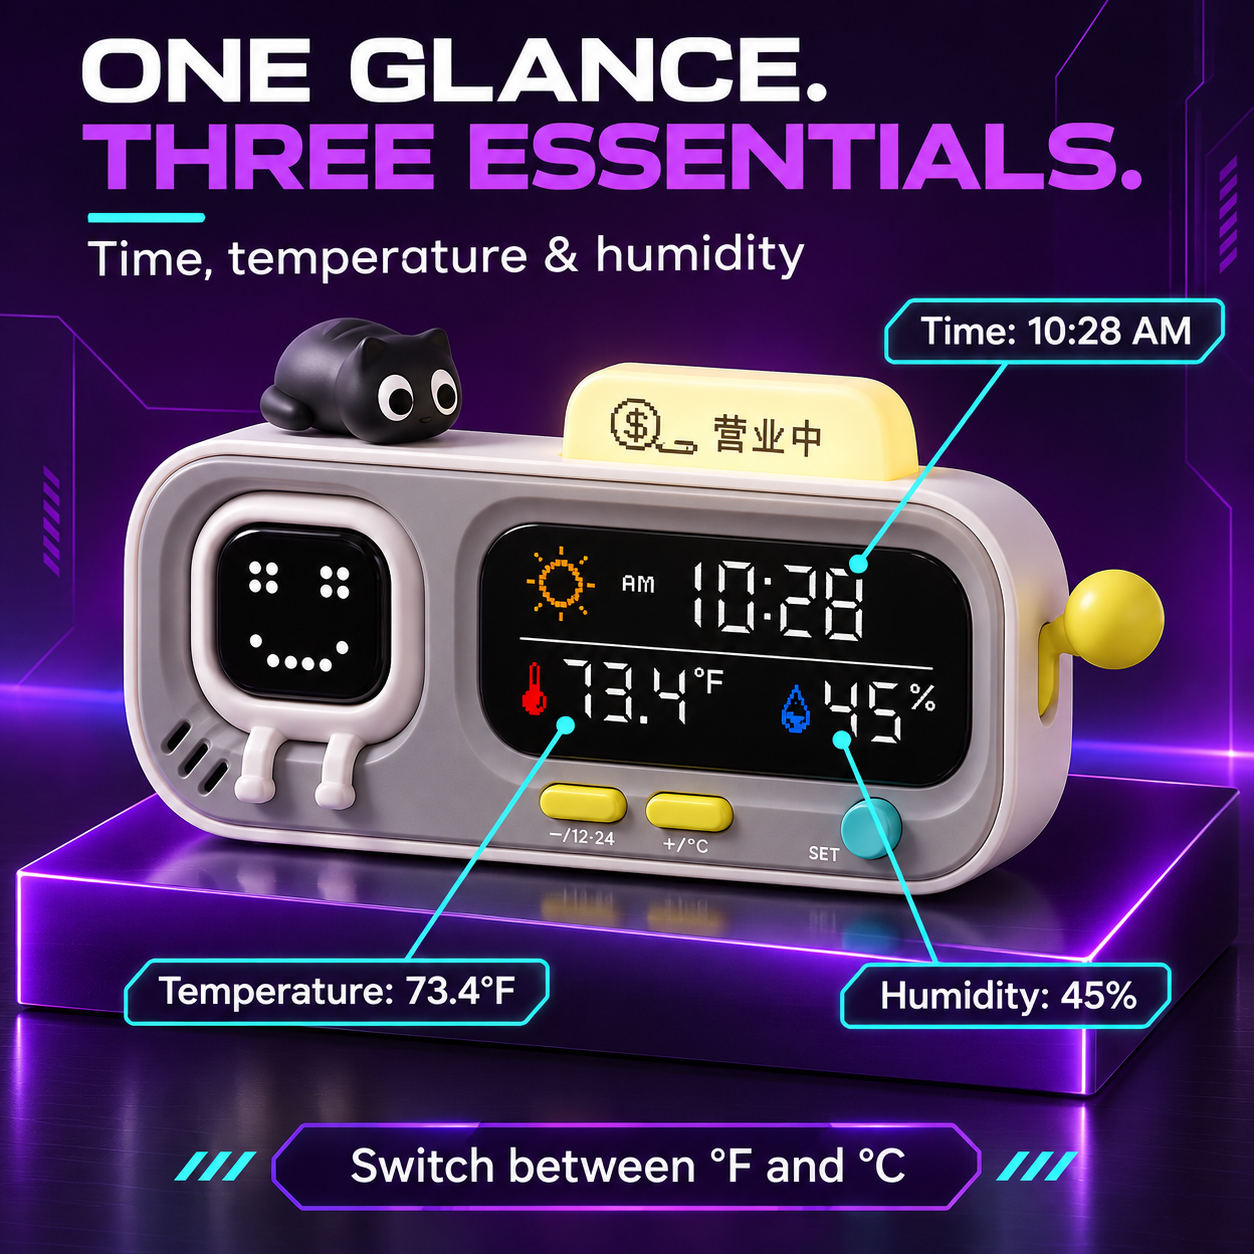 ONE GLANCE.
THREE ESSENTIALS.
Time, temperature & humidity
Time: 10:28 AM
$ 营业中
AM 10:28
73.4°F 45%
−/12·24 +/°C SET
Temperature: 73.4°F
Humidity: 45%
Switch between °F and °C